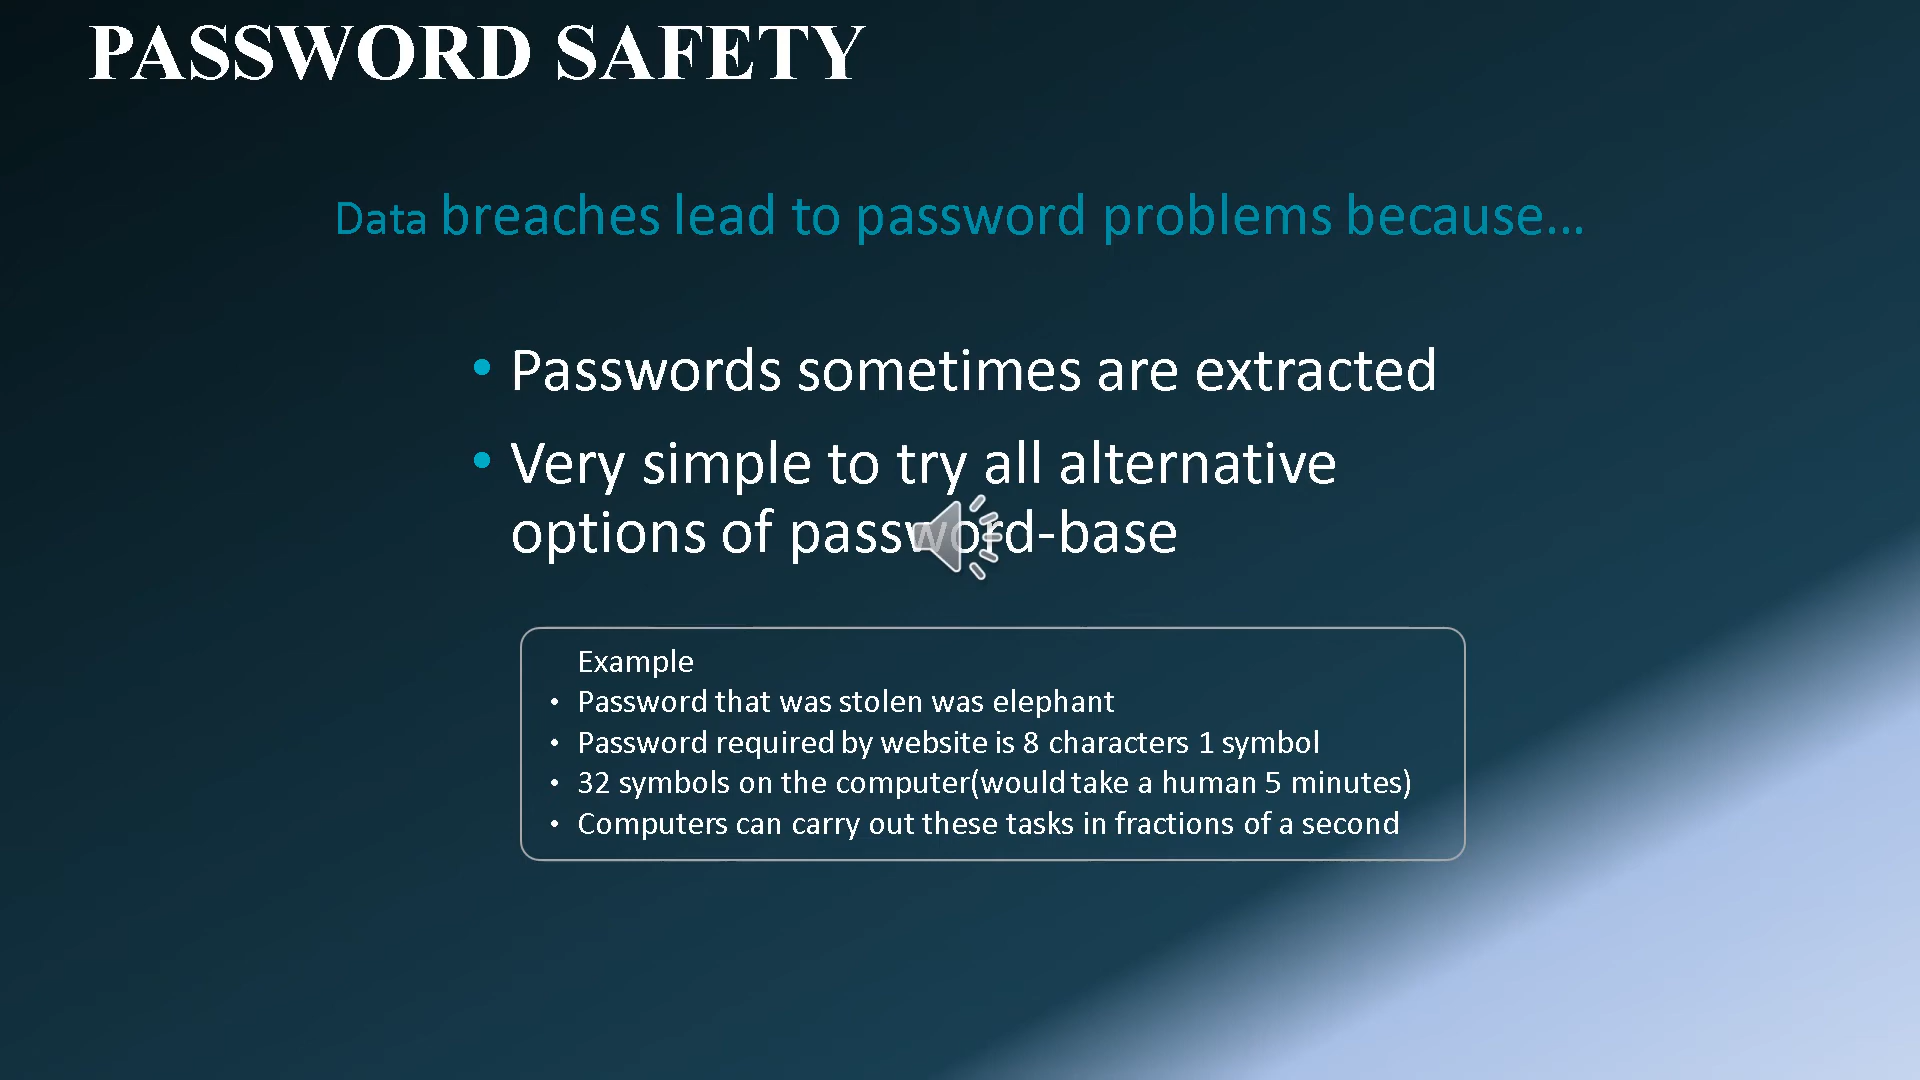 PASSWORD SAFETY
Data breaches lead to password problems because...
• Passwords sometimes are extracted
• Very simple to try all alternative
options of password-base
Example
• Password that was stolen was elephant
• Password required by website is 8 characters 1 symbol
• 32 symbols on the computer(would take a human 5 minutes)
• Computers can carry out these tasks in fractions of a second